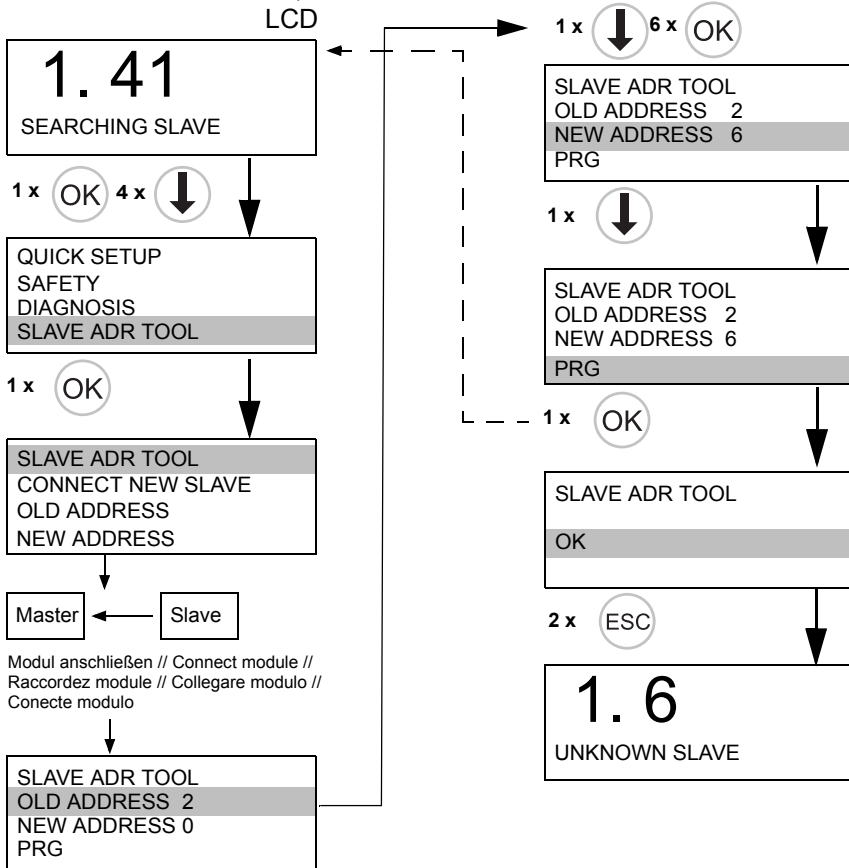 LCD
1. 41
SEARCHING SLAVE
1 x OK 4 x
QUICK SETUP
SAFETY
DIAGNOSIS
SLAVE ADR TOOL
1 x OK
SLAVE ADR TOOL
CONNECT NEW SLAVE
OLD ADDRESS
NEW ADDRESS
Master Slave
Modul anschließen // Connect module //
Raccordez module // Collegare modulo //
Conecte modulo
SLAVE ADR TOOL
OLD ADDRESS 2
NEW ADDRESS 0
PRG
1 x 6 x OK
SLAVE ADR TOOL
OLD ADDRESS 2
NEW ADDRESS 6
PRG
1 x
SLAVE ADR TOOL
OLD ADDRESS 2
NEW ADDRESS 6
PRG
1 x OK
SLAVE ADR TOOL
OK
2 x ESC
1. 6
UNKNOWN SLAVE